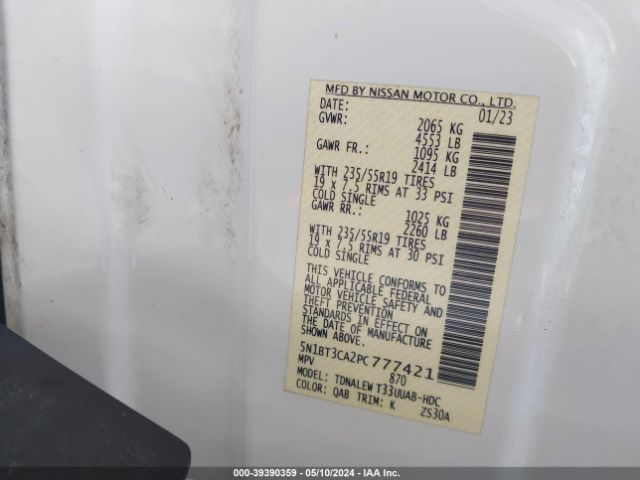 MFD BY NISSAN MOTOR CO., LTD.
DATE: 01/23
GVWR: 2065 KG
4553 LB
GAWR FR.: 1095 KG
2414 LB
WITH 235/55R19 TIRES
19 x 7.5 RIMS AT 33 PSI
COLD SINGLE
GAWR RR.: 1025 KG
2260 LB
WITH 235/55R19 TIRES
19 x 7.5 RIMS AT 30 PSI
COLD SINGLE
THIS VEHICLE CONFORMS TO
ALL APPLICABLE FEDERAL
MOTOR VEHICLE SAFETY AND
THEFT PREVENTION
STANDARDS IN EFFECT ON
THE DATE OF MANUFACTURE
SHOWN ABOVE.
5N1BT3CA2PC777421
MPV 870
MODEL: TDNALEW T33UUA8-HDC
COLOR: QAB TRIM: K ZS30A
000-39390359 — 05/10/2024 — IAA Inc.